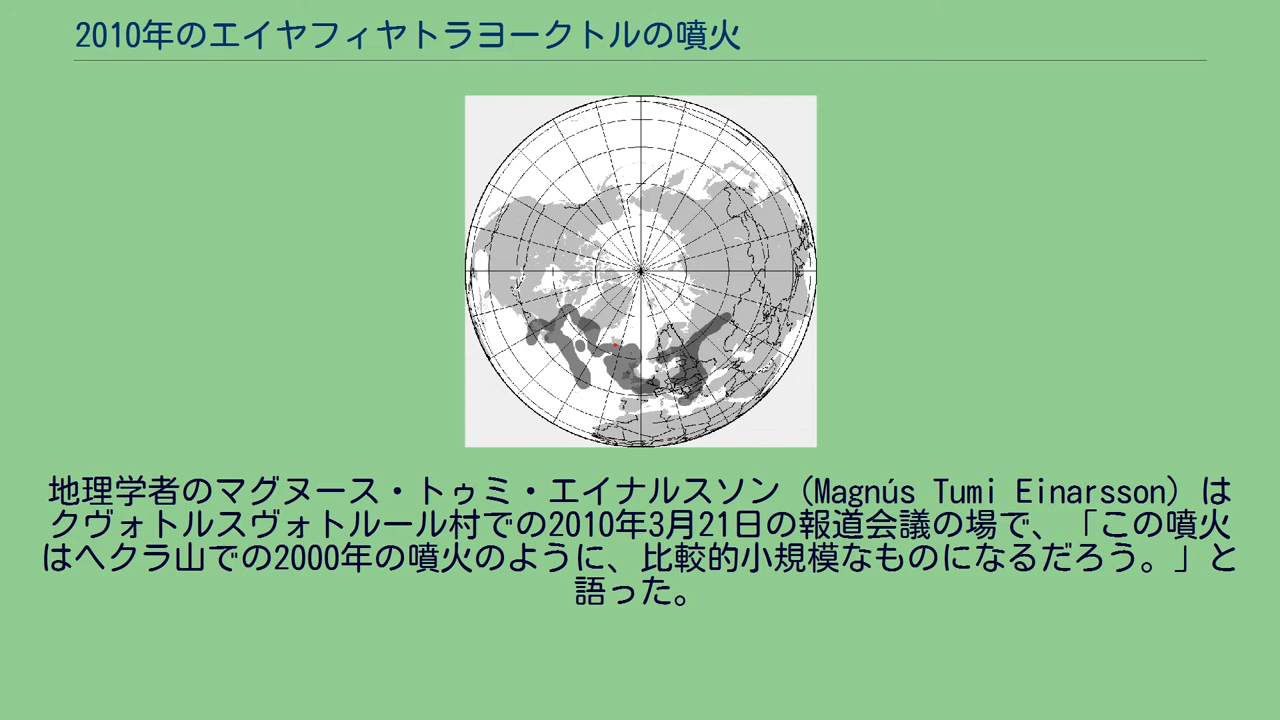 2010年のエイヤフィヤトラヨークトルの噴火
地理学者のマグヌース・トゥミ・エイナルスソン（Magnús Tumi Einarsson）は
クヴォトルスヴォトルール村での2010年3月21日の報道会議の場で、「この噴火
はヘクラ山での2000年の噴火のように、比較的小規模なものになるだろう。」と
語った。